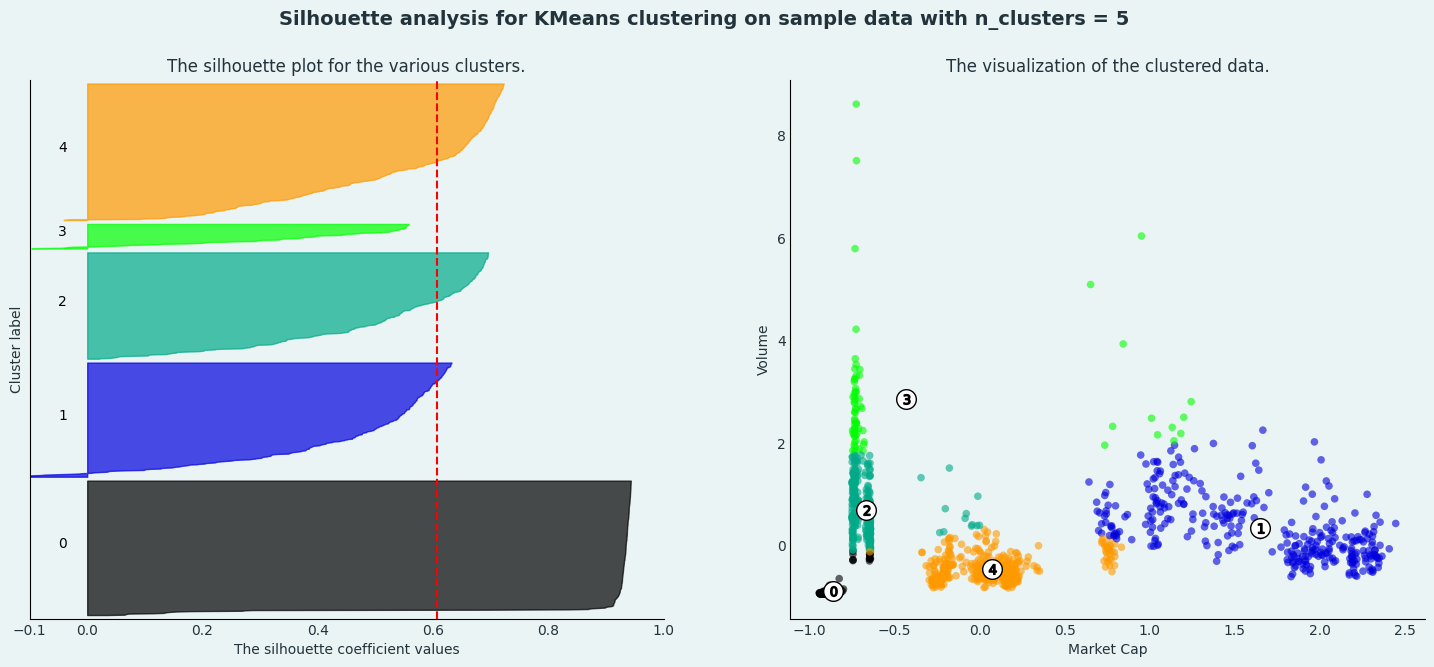 Silhouette analysis for KMeans clustering on sample data with n_clusters = 5
The silhouette plot for the various clusters.
Cluster label
4
3
2
1
0
−0.1 0.0 0.2 0.4 0.6 0.8 1.0
The silhouette coefficient values
The visualization of the clustered data.
Volume
8
6
4
2
0
3
2
1
4
0
−1.0 −0.5 0.0 0.5 1.0 1.5 2.0 2.5
Market Cap